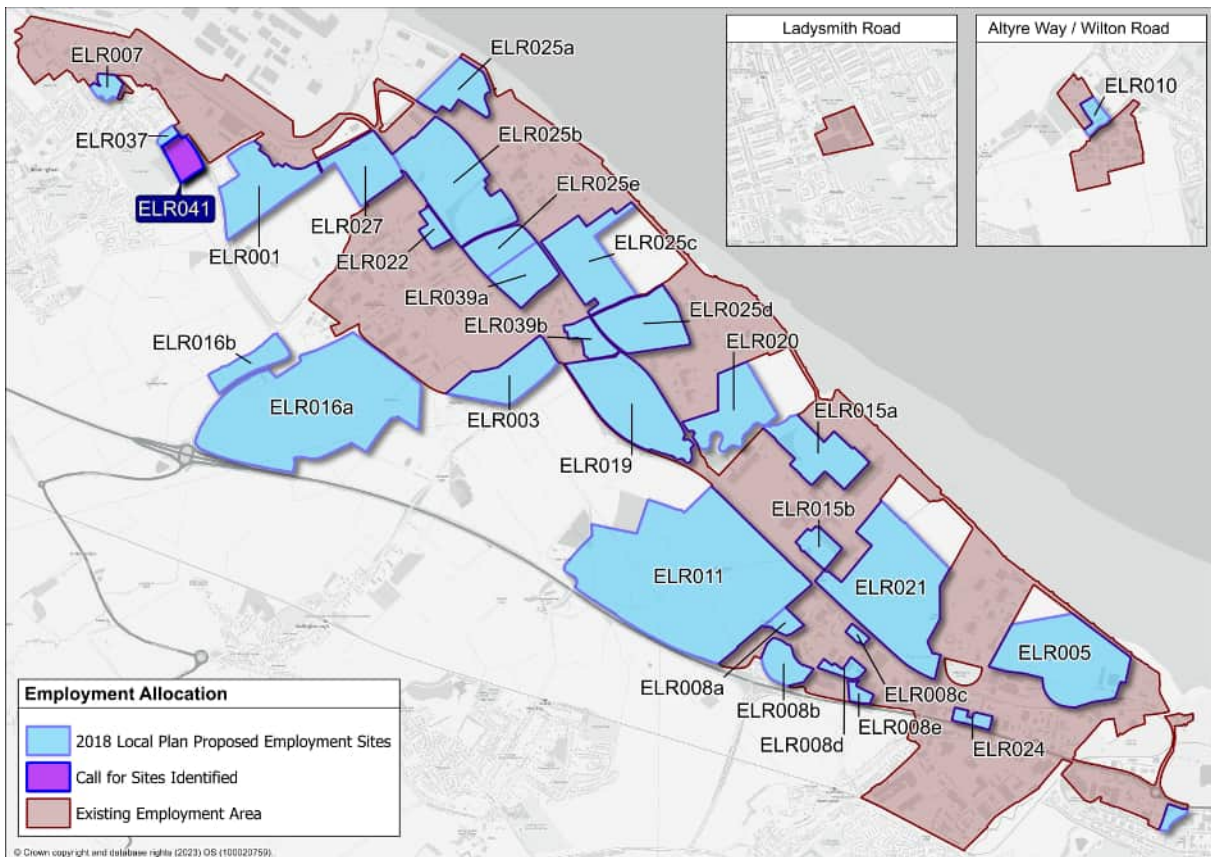 Ladysmith Road
Altyre Way / Wilton Road
ELR010
ELR007
ELR025a
ELR037
ELR025b
ELR041
ELR025e
ELR001
ELR027
ELR022
ELR025c
ELR039a
ELR039b
ELR025d
ELR016b
ELR020
ELR016a
ELR003
ELR015a
ELR019
ELR015b
ELR011
ELR021
ELR005
ELR008a
ELR008c
ELR008b
ELR008e
ELR008d
ELR024
Employment Allocation
2018 Local Plan Proposed Employment Sites
Call for Sites Identified
Existing Employment Area
© Crown copyright and database rights (2023) OS (100020759).